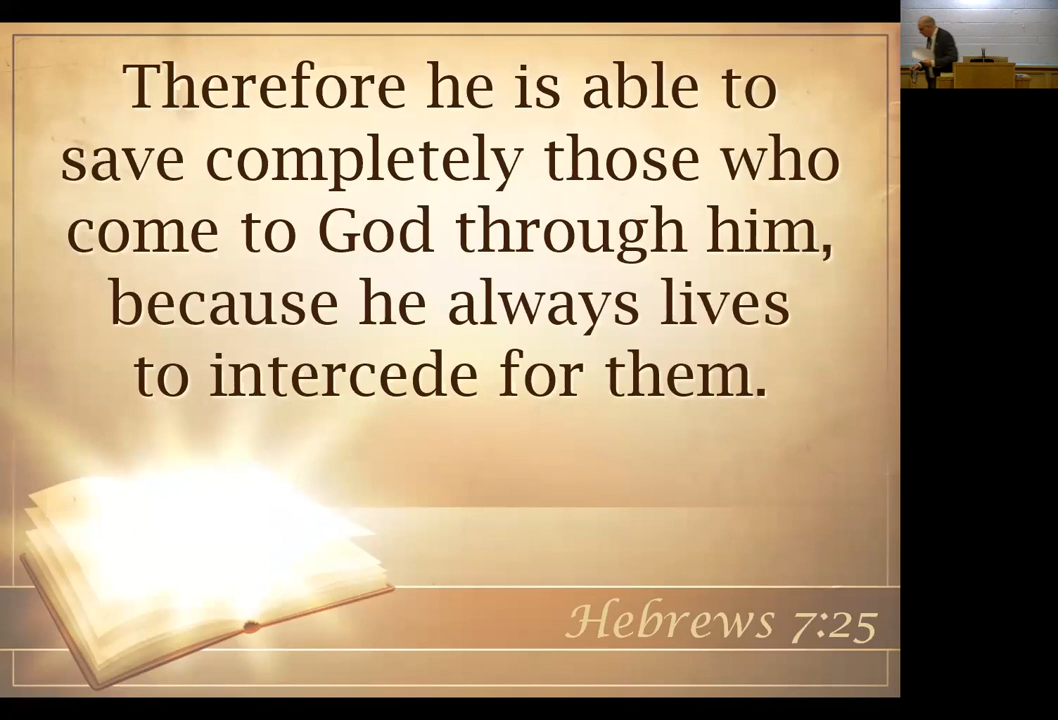 Therefore he is able to
save completely those who
come to God through him,
because he always lives
to intercede for them.
Hebrews 7:25